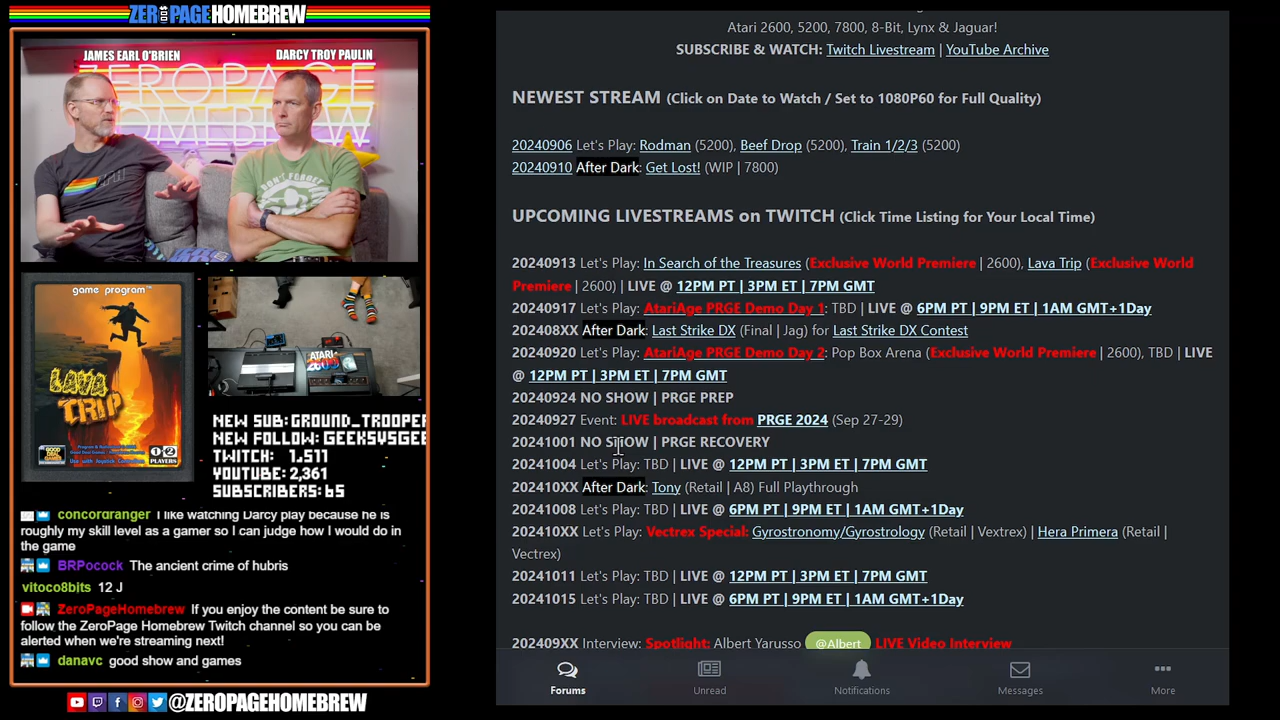 ZERO PAGE HOMEBREW
JAMES EARL O'BRIEN
DARCY TROY PAULIN
ZEROPAGE
HOMEBREW
DON'T FORGET
game program™
LAVA
TRIP
1-2
PLAYERS
ATARI
2600
NEW SUB: GROUND_TROOPER
NEW FOLLOW: GEEKSYSGEE
TWITCH: 1,511
YOUTUBE: 2,361
SUBSCRIBERS: 65
concordranger I like watching Darcy play because he is
roughly my skill level as a gamer so I can judge how I would do in
the game
BRPocock The ancient crime of hubris
vitoco8bits 12 J
ZeroPageHomebrew If you enjoy the content be sure to
follow the ZeroPage Homebrew Twitch channel so you can be
alerted when we're streaming next!
danavc good show and games
@ZEROPAGEHOMEBREW
Atari 2600, 5200, 7800, 8-Bit, Lynx & Jaguar!
SUBSCRIBE & WATCH: Twitch Livestream | YouTube Archive
NEWEST STREAM (Click on Date to Watch / Set to 1080P60 for Full Quality)
20240906 Let's Play: Rodman (5200), Beef Drop (5200), Train 1/2/3 (5200)
20240910 After Dark: Get Lost! (WIP | 7800)
UPCOMING LIVESTREAMS on TWITCH (Click Time Listing for Your Local Time)
20240913 Let's Play: In Search of the Treasures (Exclusive World Premiere | 2600), Lava Trip (Exclusive World
Premiere | 2600) | LIVE @ 12PM PT | 3PM ET | 7PM GMT
20240917 Let's Play: AtariAge PRGE Demo Day 1: TBD | LIVE @ 6PM PT | 9PM ET | 1AM GMT+1Day
202408XX After Dark: Last Strike DX (Final | Jag) for Last Strike DX Contest
20240920 Let's Play: AtariAge PRGE Demo Day 2: Pop Box Arena (Exclusive World Premiere | 2600), TBD | LIVE
@ 12PM PT | 3PM ET | 7PM GMT
20240924 NO SHOW | PRGE PREP
20240927 Event: LIVE broadcast from PRGE 2024 (Sep 27-29)
20241001 NO SHOW | PRGE RECOVERY
20241004 Let's Play: TBD | LIVE @ 12PM PT | 3PM ET | 7PM GMT
202410XX After Dark: Tony (Retail | A8) Full Playthrough
20241008 Let's Play: TBD | LIVE @ 6PM PT | 9PM ET | 1AM GMT+1Day
202410XX Let's Play: Vectrex Special: Gyrostronomy/Gyrostrology (Retail | Vextrex) | Hera Primera (Retail |
Vectrex)
20241011 Let's Play: TBD | LIVE @ 12PM PT | 3PM ET | 7PM GMT
20241015 Let's Play: TBD | LIVE @ 6PM PT | 9PM ET | 1AM GMT+1Day
202409XX Interview: Spotlight: Albert Yarusso @Albert LIVE Video Interview
Forums
Unread
Notifications
Messages
More